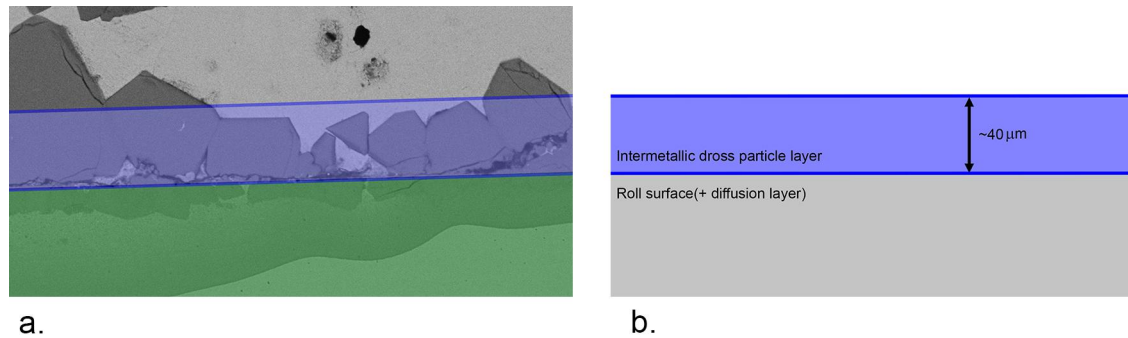 ~40 μm
Intermetallic dross particle layer
Roll surface(+ diffusion layer)
a.
b.